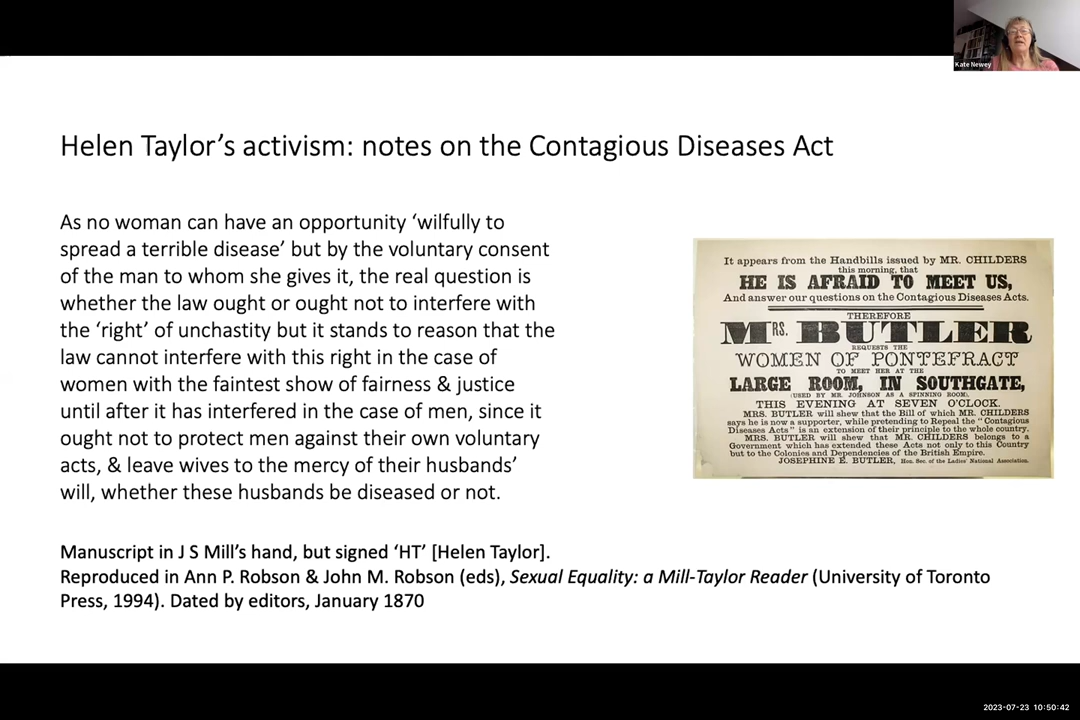 Kate Newey
Helen Taylor’s activism: notes on the Contagious Diseases Act
As no woman can have an opportunity ‘wilfully to
spread a terrible disease’ but by the voluntary consent
of the man to whom she gives it, the real question is
whether the law ought or ought not to interfere with
the ‘right’ of unchastity but it stands to reason that the
law cannot interfere with this right in the case of
women with the faintest show of fairness & justice
until after it has interfered in the case of men, since it
ought not to protect men against their own voluntary
acts, & leave wives to the mercy of their husbands’
will, whether these husbands be diseased or not.
It appears from the Handbills issued by MR. CHILDERS
this morning, that
HE IS AFRAID TO MEET US,
And answer our questions on the Contagious Diseases Acts.
THEREFORE
MRS. BUTLER
REQUESTS THE
WOMEN OF PONTEFRACT
TO MEET HER AT THE
LARGE ROOM, IN SOUTHGATE,
(USED BY MR. JOHNSON AS A SPINNING ROOM),
THIS EVENING AT SEVEN O'CLOCK.
MRS. BUTLER will shew that the Bill of which MR. CHILDERS
says he is now a supporter, while pretending to Repeal the "Contagious
Diseases Acts" is an extension of their principle to the whole country.
MRS. BUTLER will shew that MR. CHILDERS belongs to a
Government which has extended these Acts not only to this Country
but to the Colonies and Dependencies of the British Empire.
JOSEPHINE E. BUTLER, Hon. Sec. of the Ladies' National Association.
Manuscript in J S Mill’s hand, but signed ‘HT’ [Helen Taylor].
Reproduced in Ann P. Robson & John M. Robson (eds), Sexual Equality: a Mill-Taylor Reader (University of Toronto
Press, 1994). Dated by editors, January 1870
2023-07-23 10:50:42